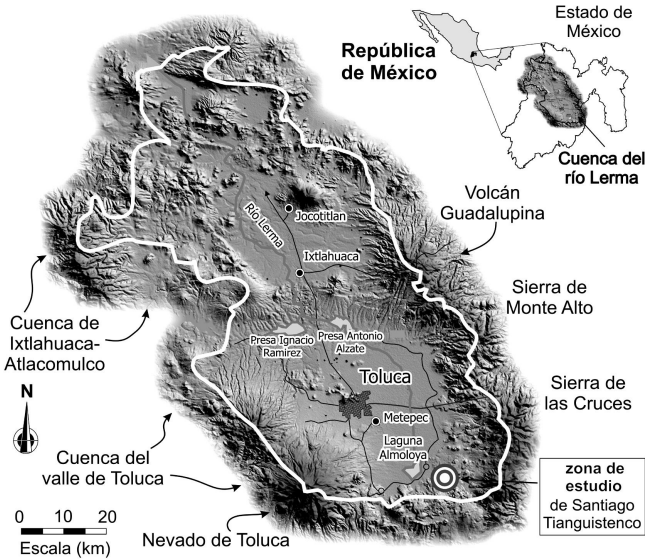 Estado de
México
República
de México
Cuenca del
río Lerma
Volcán
Guadalupina
Río Lerma
Jocotitlan
Ixtlahuaca
Sierra de
Monte Alto
Cuenca de
Ixtlahuaca-
Atlacomulco
Presa Ignacio
Ramirez
Presa Antonio
Alzate
Toluca
Sierra de
las Cruces
N
Metepec
Laguna
Almoloya
Cuenca del
valle de Toluca
zona de
estudio
de Santiago
Tianguistenco
0 10 20
Escala (km)
Nevado de Toluca